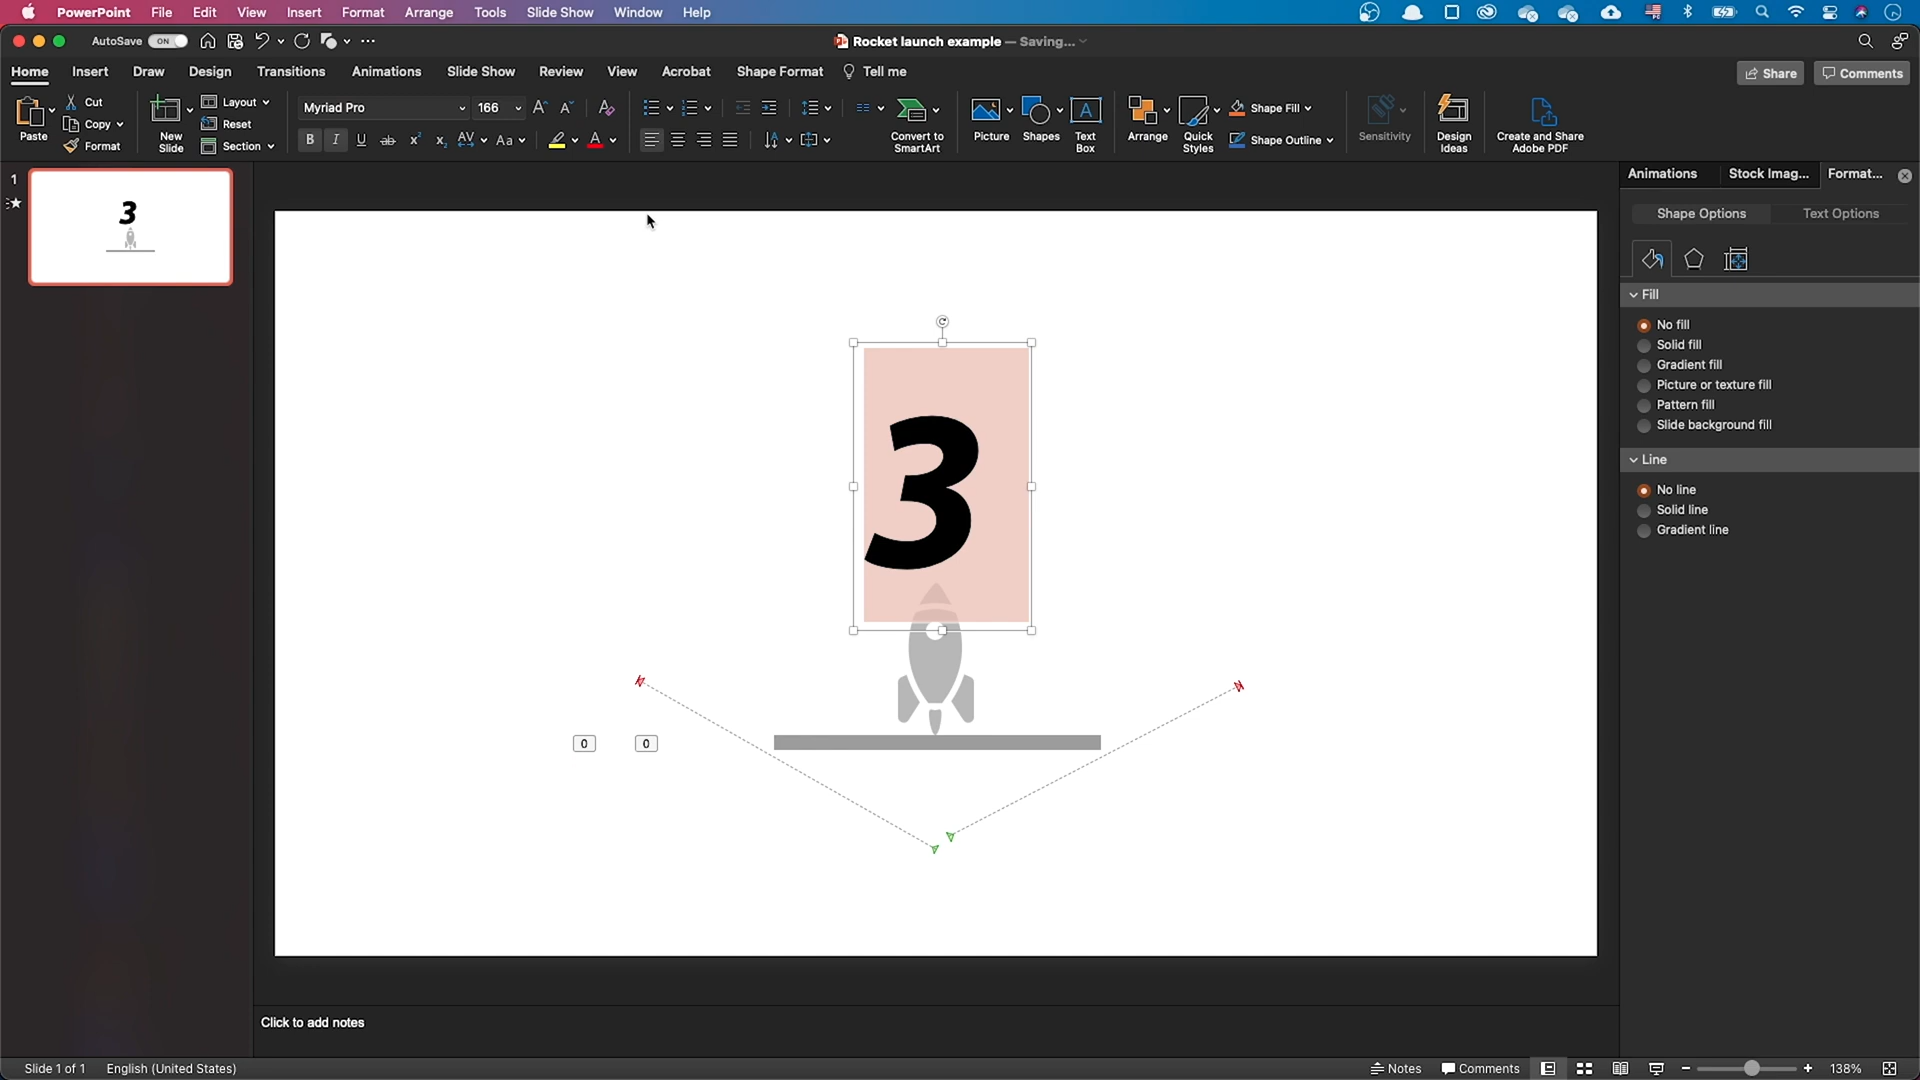 PowerPoint File Edit View Insert Format Arrange Tools Slide Show Window Help
AutoSave ON Rocket launch example — Saving...
Home Insert Draw Design Transitions Animations Slide Show Review View Acrobat Shape Format Tell me Share Comments
Paste Cut Copy Format
New Slide Layout Reset Section
Myriad Pro 166
B I U ab x² x₂ AV Aa A
Convert to SmartArt
Picture Shapes Text Box
Arrange Quick Styles Shape Fill Shape Outline
Sensitivity Design Ideas Create and Share Adobe PDF
1
3
3
0 0
Animations Stock Imag... Format...
Shape Options Text Options
Fill
No fill
Solid fill
Gradient fill
Picture or texture fill
Pattern fill
Slide background fill
Line
No line
Solid line
Gradient line
Click to add notes
Slide 1 of 1 English (United States) Notes Comments 138%